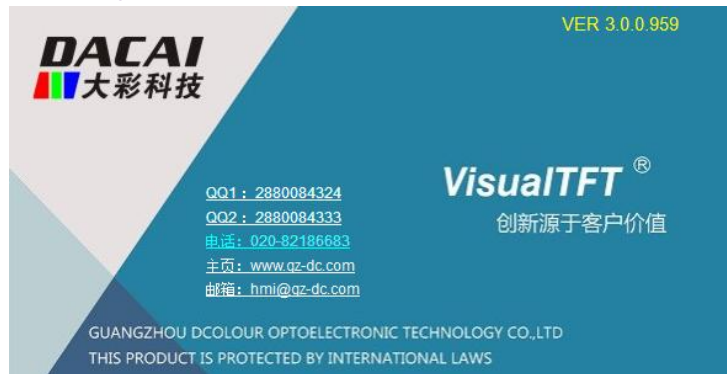 VER 3.0.0.959
DACAI
大彩科技
VisualTFT ®
创新源于客户价值
QQ1：2880084324
QQ2：2880084333
电话：020-82186683
主页：www.gz-dc.com
邮箱：hmi@gz-dc.com
GUANGZHOU DCOLOUR OPTOELECTRONIC TECHNOLOGY CO.,LTD
THIS PRODUCT IS PROTECTED BY INTERNATIONAL LAWS